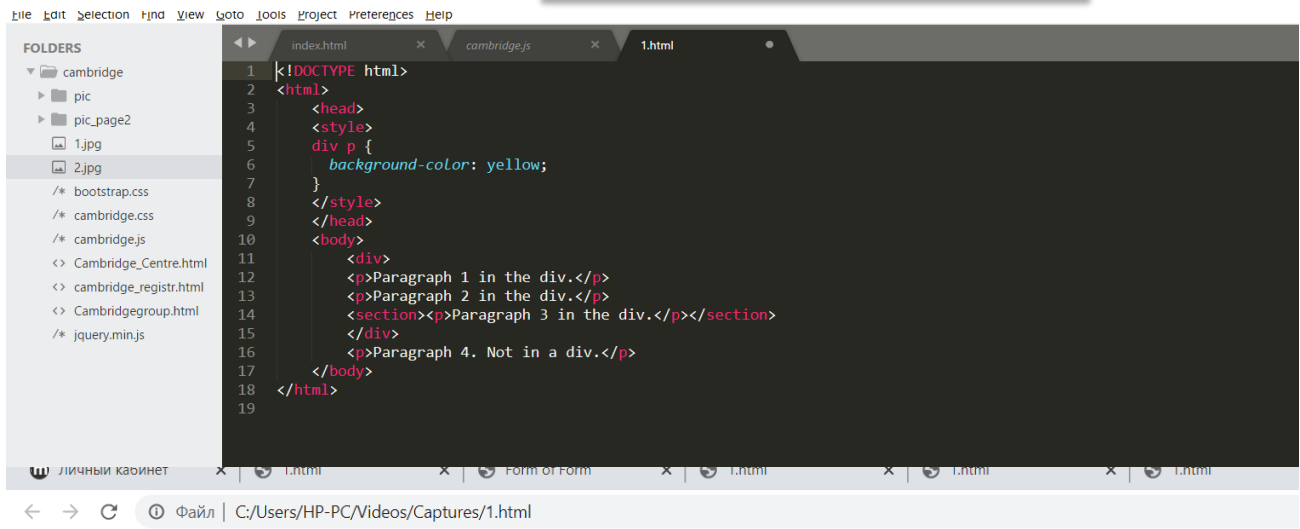 File Edit Selection Find View Goto Tools Project Preferences Help
FOLDERS
cambridge
pic
pic_page2
1.jpg
2.jpg
/* bootstrap.css
/* cambridge.css
/* cambridge.js
<> Cambridge_Centre.html
<> cambridge_registr.html
<> Cambridgegroup.html
/* jquery.min.js
index.html × cambridge.js × 1.html
1 <!DOCTYPE html>
2 <html>
3 <head>
4 <style>
5 div p {
6 background-color: yellow;
7 }
8 </style>
9 </head>
10 <body>
11 <div>
12 <p>Paragraph 1 in the div.</p>
13 <p>Paragraph 2 in the div.</p>
14 <section><p>Paragraph 3 in the div.</p></section>
15 </div>
16 <p>Paragraph 4. Not in a div.</p>
17 </body>
18 </html>
19
Личный кабинет × 1.html × Form of Form × 1.html × 1.html × 1.html
Файл | C:/Users/HP-PC/Videos/Captures/1.html